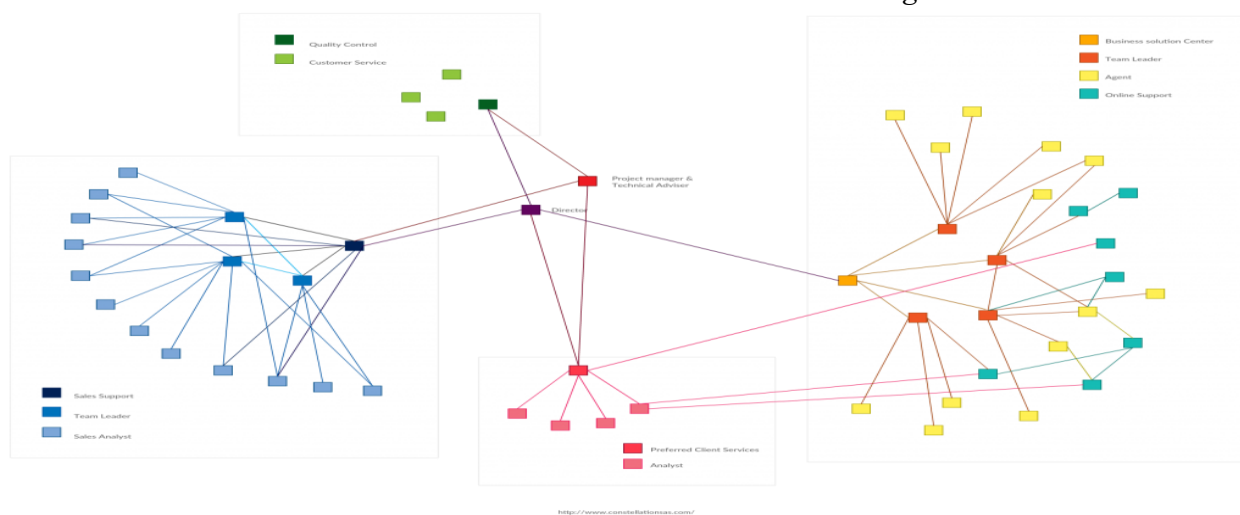 Quality Control
Customer Service
Business solution Center
Team Leader
Agent
Online Support
Project manager &
Technical Adviser
Director
Sales Support
Team Leader
Sales Analyst
Preferred Client Services
Analyst
http://www.constellationsas.com/